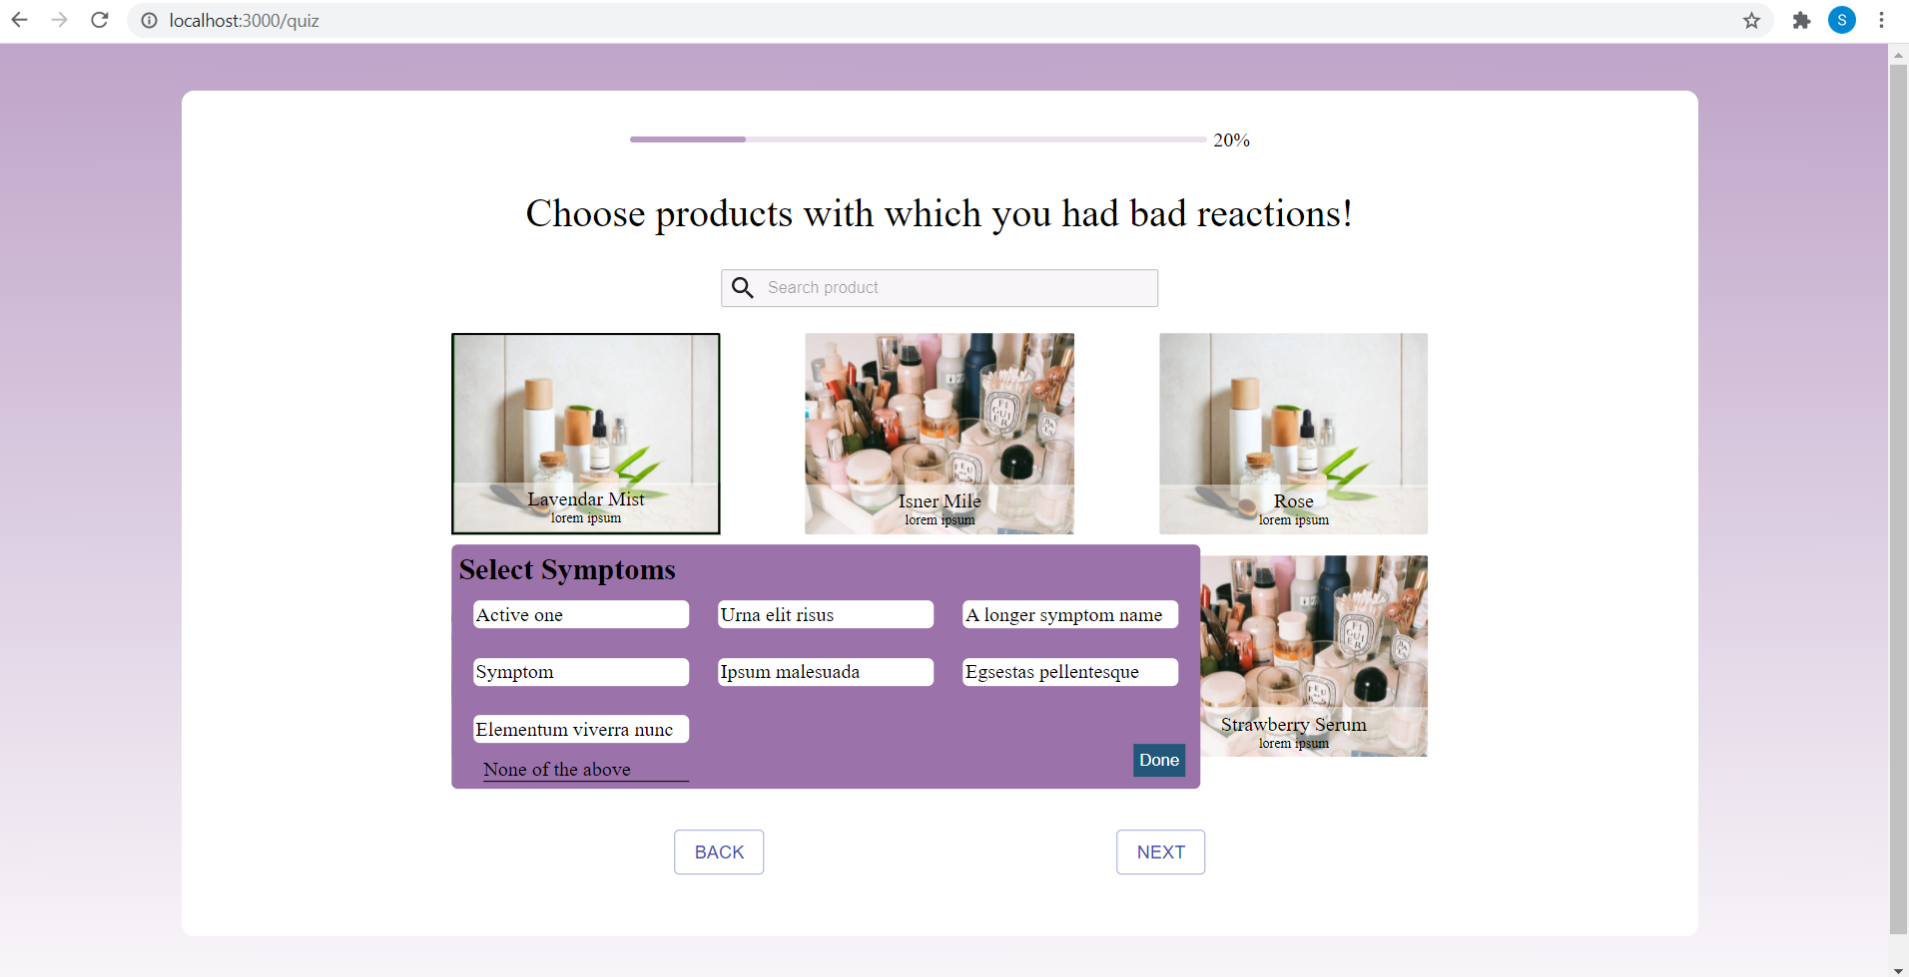 localhost:3000/quiz
S
20%
Choose products with which you had bad reactions!
Search product
FI
GUIER
Lavendar Mist
lorem ipsum
Isner Mile
lorem ipsum
Rose
lorem ipsum
Select Symptoms
Active one
Urna elit risus
A longer symptom name
Symptom
Ipsum malesuada
Egsestas pellentesque
Elementum viverra nunc
None of the above
Done
Strawberry Serum
lorem ipsum
BACK
NEXT